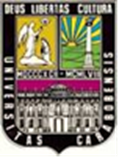 DEUS LIBERTAS CULTURA
UNIVERSITAS
CARABOBENSIS